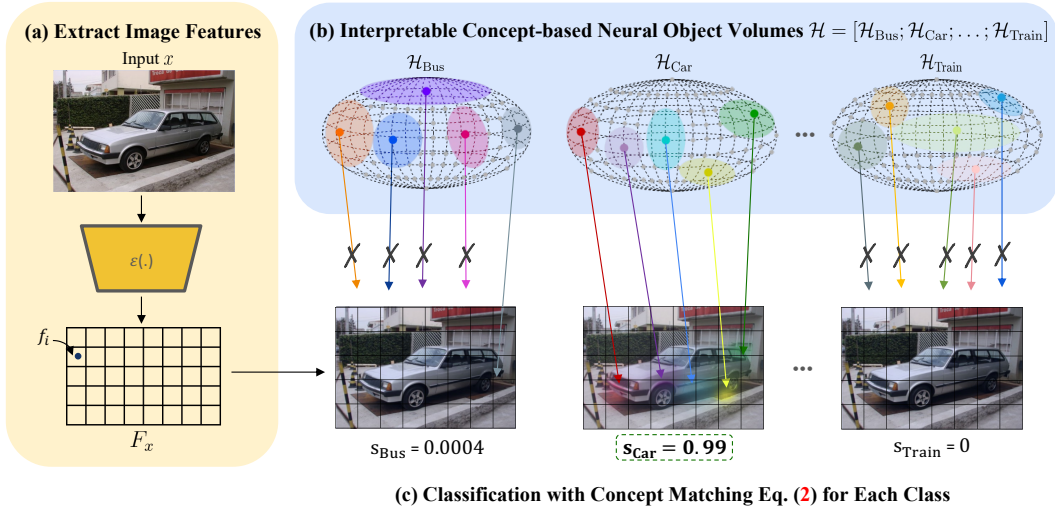 (a) Extract Image Features
Input x
ε(.)
f_i
F_x
(b) Interpretable Concept-based Neural Object Volumes ℋ = [ℋ_Bus; ℋ_Car; . . . ; ℋ_Train]
ℋ_Bus
ℋ_Car
ℋ_Train
...
X X X X
X X X X X
...
s_Bus = 0.0004
s_Car = 0.99
s_Train = 0
(c) Classification with Concept Matching Eq. (2) for Each Class